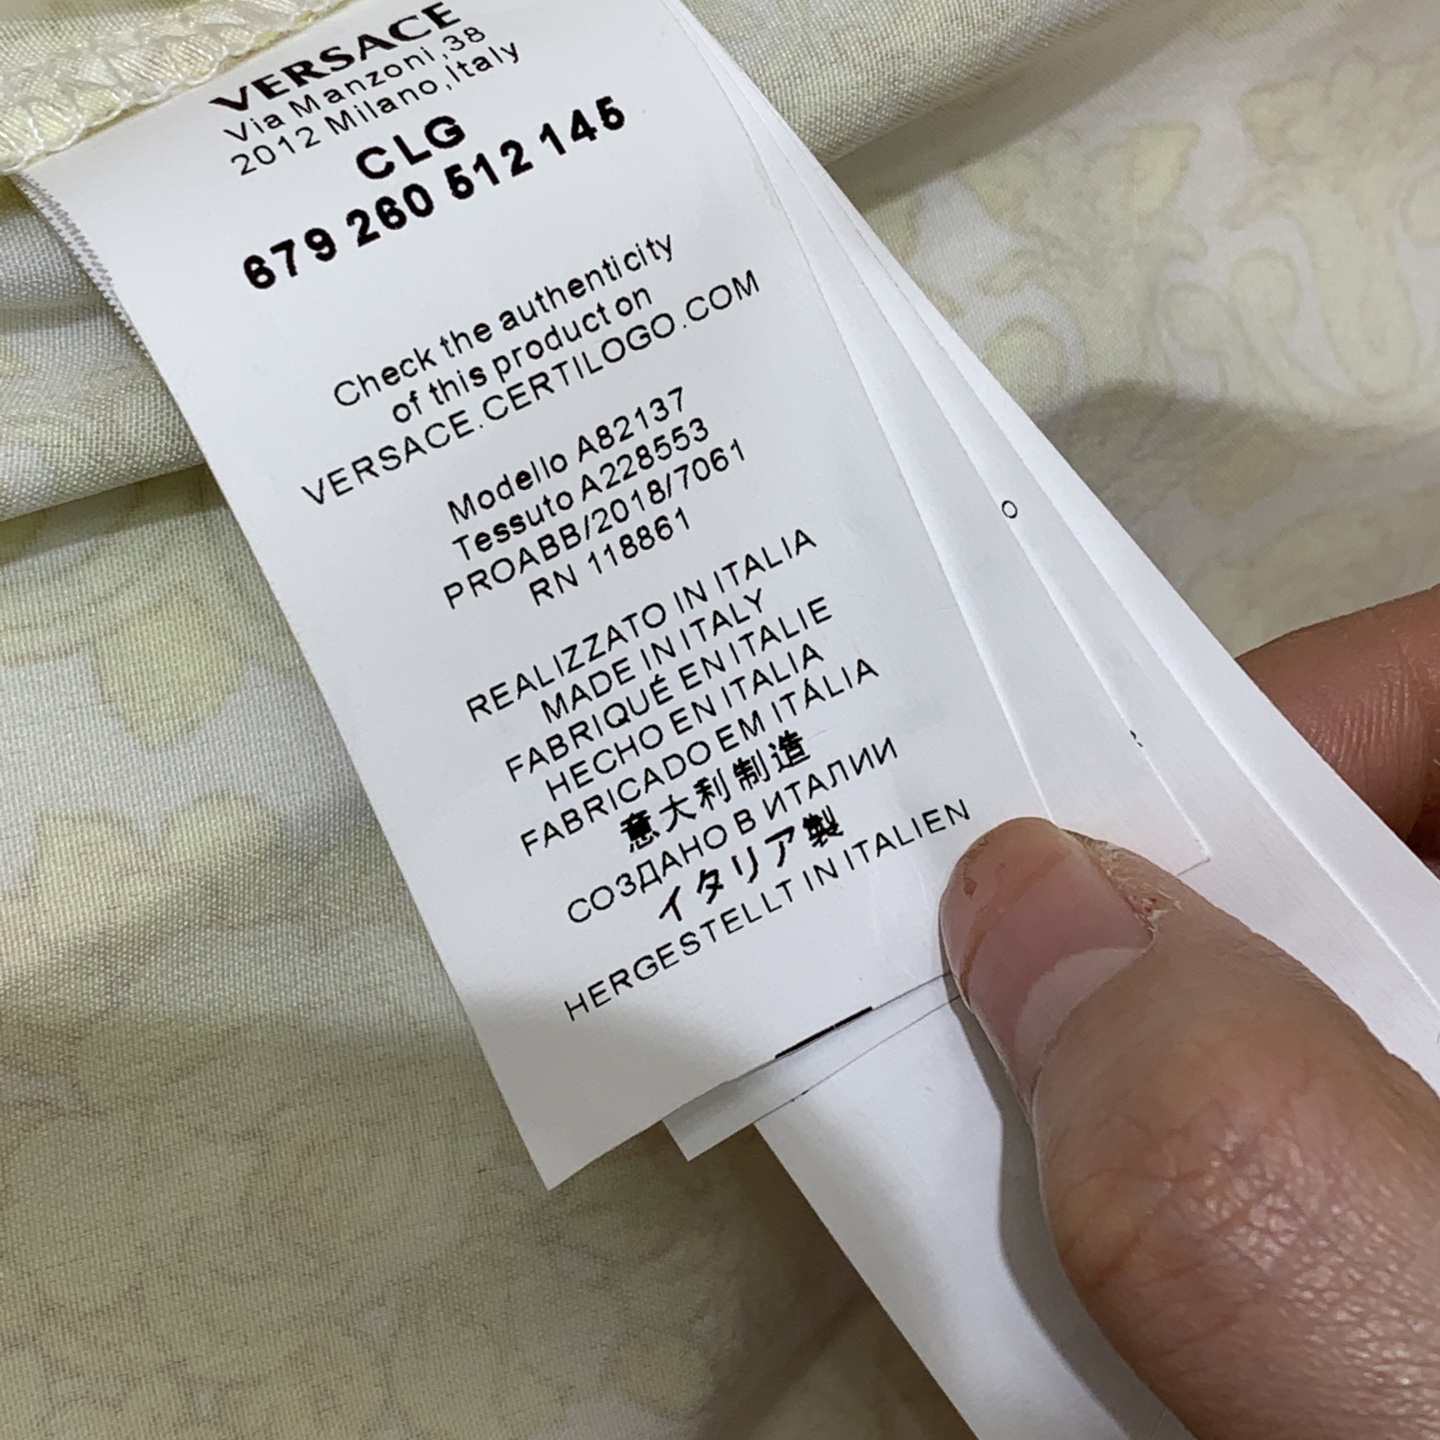 VERSACE
Via Manzoni,38
2012 Milano,Italy
CLG
679 260 512 145
Check the authenticity
of this product on
VERSACE.CERTILOGO.COM
Modello A82137
Tessuto A228553
PROABB/2018/7061
RN 118861
REALIZZATO IN ITALIA
MADE IN ITALY
FABRIQUÉ EN ITALIE
HECHO EN ITALIA
FABRICADO EM ITÁLIA
意大利制造
СОЗДАНО В ИТАЛИИ
イタリア製
HERGESTELLT IN ITALIEN